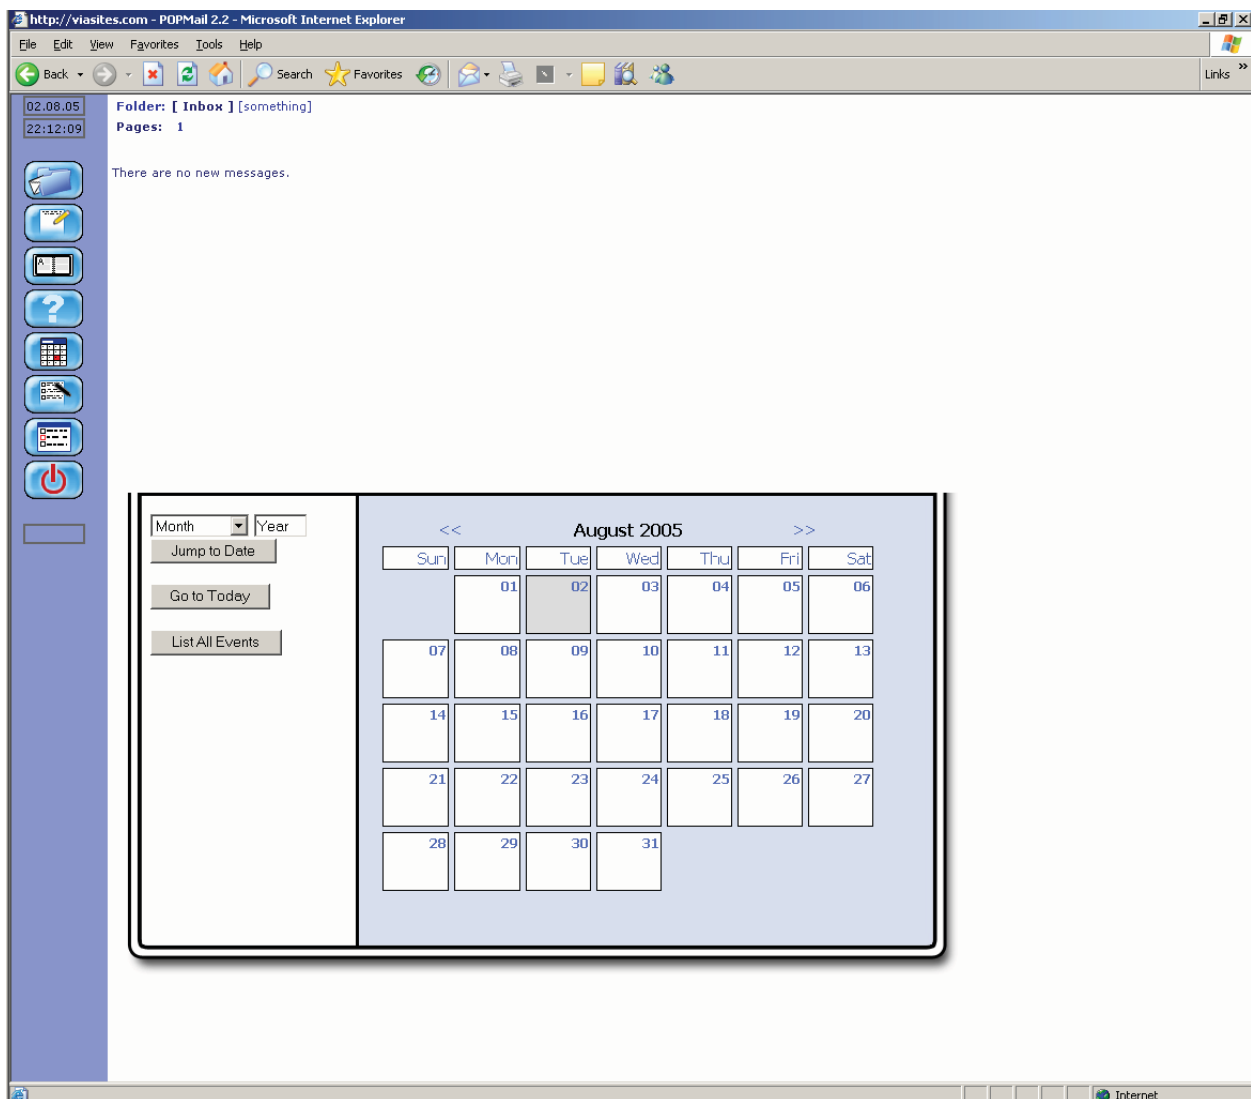 http://viasites.com - POPMail 2.2 - Microsoft Internet Explorer
File Edit View Favorites Tools Help
Back Search Favorites Links »
02.08.05
22:12:09
Folder: [ Inbox ] [something]
Pages: 1
There are no new messages.
Month Year
Jump to Date
Go to Today
List All Events
<< August 2005 >>
Sun Mon Tue Wed Thu Fri Sat
01 02 03 04 05 06
07 08 09 10 11 12 13
14 15 16 17 18 19 20
21 22 23 24 25 26 27
28 29 30 31
Internet